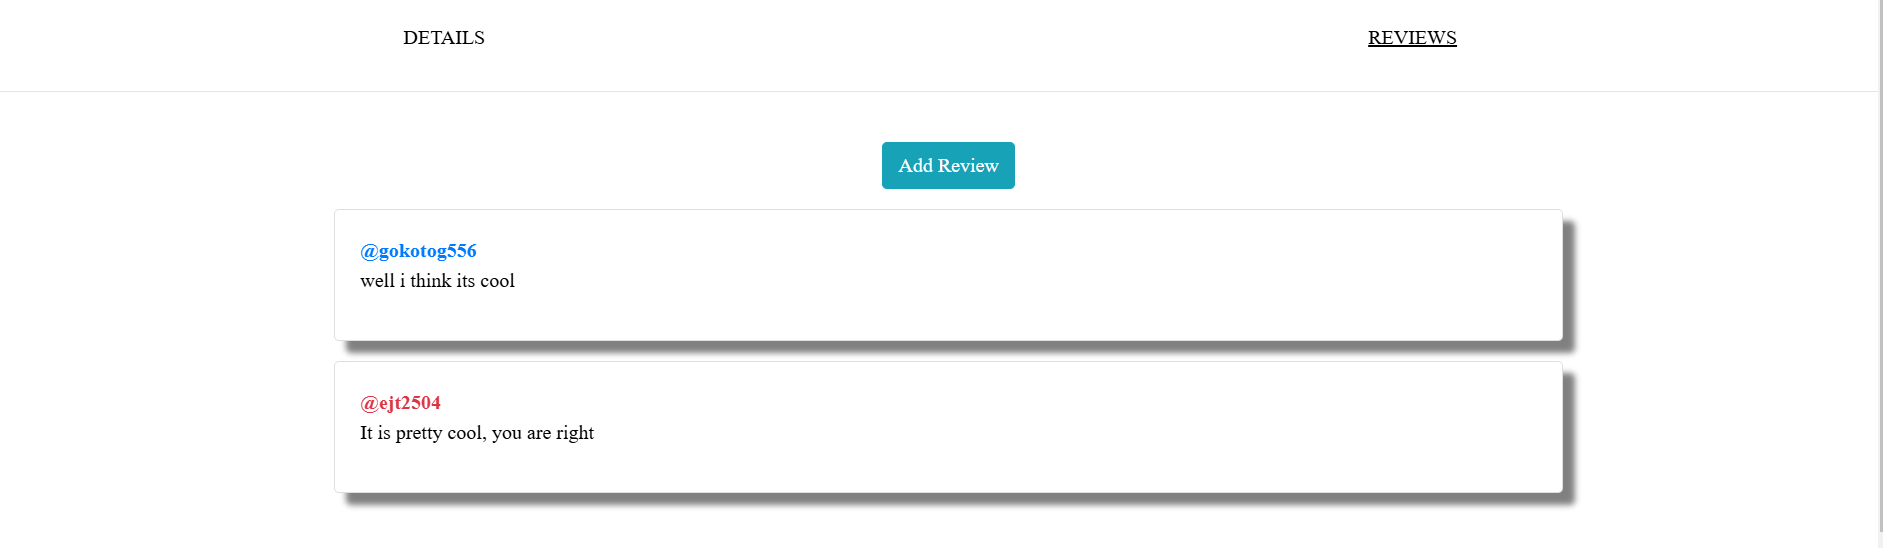 DETAILS
REVIEWS
Add Review
@gokotog556
well i think its cool
@ejt2504
It is pretty cool, you are right